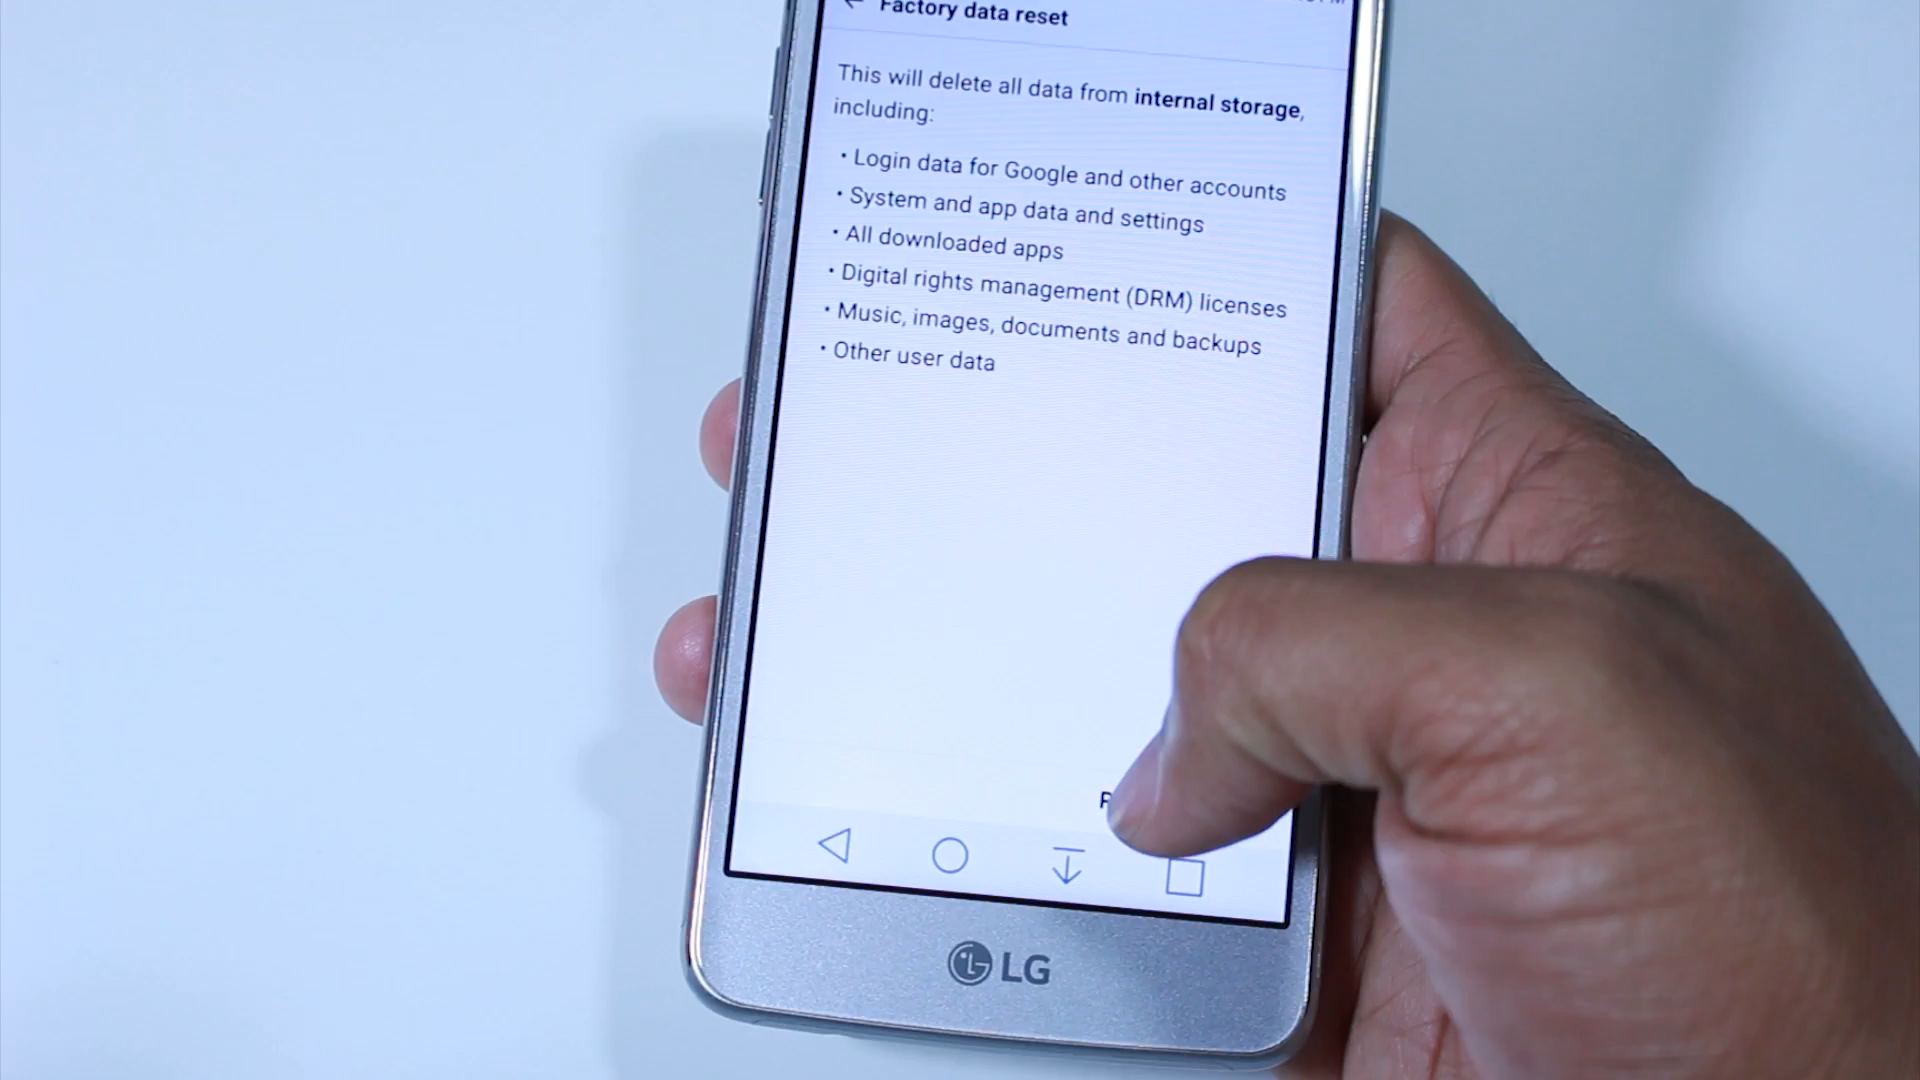 Factory data reset
This will delete all data from internal storage,
including:
• Login data for Google and other accounts
• System and app data and settings
• All downloaded apps
• Digital rights management (DRM) licenses
• Music, images, documents and backups
• Other user data
LG